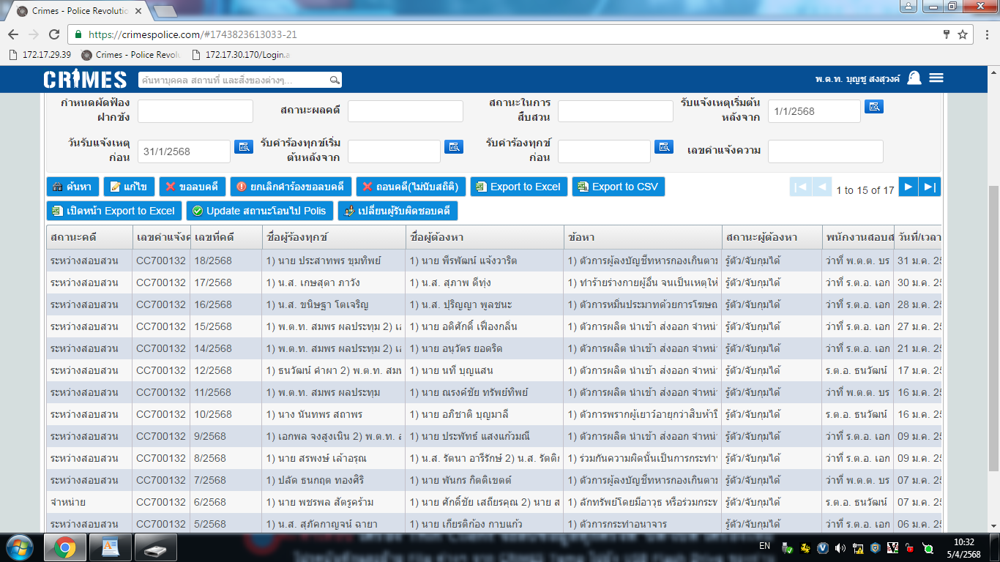 Crimes - Police Revolutio
https://crimespolice.com/#1743823613033-21
172.17.29.39 Crimes - Police Revol 172.17.30.170/Login.a
CRIMES ค้นหาบุคคล สถานที่ และสิ่งของต่างๆ... พ.ต.ท. บุญชู สงสุวงค์
กำหนดผัดฟ้อง สถานะผลคดี สถานะในการ รับแจ้งเหตุเริ่มต้น
ฝากขัง สืบสวน หลังจาก 1/1/2568
วันรับแจ้งเหตุ รับคำร้องทุกข์เริ่ม รับคำร้องทุกข์ เลขคำแจ้งความ
ก่อน 31/1/2568 ต้นหลังจาก ก่อน
ค้นหา แก้ไข ขอลบคดี ยกเลิกคำร้องขอลบคดี ถอนคดี(ไม่นับสถิติ) Export to Excel Export to CSV 1 to 15 of 17
เปิดหน้า Export to Excel Update สถานะโอนไป Polis เปลี่ยนผู้รับผิดชอบคดี
สถานะคดี เลขคำแจ้งค เลขที่คดี ชื่อผู้ร้องทุกข์ ชื่อผู้ต้องหา ข้อหา สถานะผู้ต้องหา พนักงานสอบส วันที่/เวลา
ระหว่างสอบสวน CC700132 18/2568 1) นาย ประสาทพร ขุมทิพย์ 1) นาย พีรพัฒน์ แจ้งวาริต 1) ตัวการผู้ลงบัญชีทหารกองเกินตาม รู้ตัว/จับกุมได้ ว่าที่ พ.ต.ต. บร 31 ม.ค. 25
ระหว่างสอบสวน CC700132 17/2568 1) น.ส. เกษสุดา ภาวัง 1) น.ส. สุภาพ ดีทุ่ง 1) ทำร้ายร่างกายผู้อื่น จนเป็นเหตุให้ รู้ตัว/จับกุมได้ ว่าที่ ร.ต.อ. เอก 30 ม.ค. 25
ระหว่างสอบสวน CC700132 16/2568 1) น.ส. ขนิษฐา โตเจริญ 1) น.ส. ปุริญญา พูลชนะ 1) ตัวการหมิ่นประมาทด้วยการโฆษณ รู้ตัว/จับกุมได้ ว่าที่ ร.ต.อ. เอก 28 ม.ค. 25
ระหว่างสอบสวน CC700132 15/2568 1) พ.ต.ท. สมพร ผลประทุม 2) เ 1) นาย อดิศักดิ์ เฟื่องกลิ่น 1) ตัวการผลิต นำเข้า ส่งออก จำหน่ รู้ตัว/จับกุมได้ ว่าที่ ร.ต.อ. เอก 27 ม.ค. 25
ระหว่างสอบสวน CC700132 14/2568 1) พ.ต.ท. สมพร ผลประทุม 2) เ 1) นาย อนุวัตร ยอดริด 1) ตัวการผลิต นำเข้า ส่งออก จำหน่ รู้ตัว/จับกุมได้ ว่าที่ ร.ต.อ. เอก 21 ม.ค. 25
ระหว่างสอบสวน CC700132 12/2568 1) ธนวัฒน์ คำผา 2) พ.ต.ท. สมพ 1) นาย นที บุญแสน 1) ตัวการผลิต นำเข้า ส่งออก จำหน่ รู้ตัว/จับกุมได้ ร.ต.อ. ธนวัฒน์ 17 ม.ค. 25
ระหว่างสอบสวน CC700132 11/2568 1) พ.ต.ท. สมพร ผลประทุม 1) นาย ณรงค์ชัย ทรัพย์ทิพย์ 1) ตัวการผลิต นำเข้า ส่งออก จำหน่ รู้ตัว/จับกุมได้ ว่าที่ พ.ต.ต. บร 16 ม.ค. 25
ระหว่างสอบสวน CC700132 10/2568 1) นาง นันทพร สถาพร 1) นาย อภิชาติ บุญมาลี 1) ตัวการพรากผู้เยาว์อายุกว่าสิบห้าปี รู้ตัว/จับกุมได้ ร.ต.อ. ธนวัฒน์ 16 ม.ค. 25
ระหว่างสอบสวน CC700132 9/2568 1) เอกพล จงสูงเนิน 2) พ.ต.ท. ส 1) นาย ประพัทธ์ แสงแก้วมณี 1) ตัวการผลิต นำเข้า ส่งออก จำหน่ รู้ตัว/จับกุมได้ ว่าที่ ร.ต.อ. เอก 09 ม.ค. 25
ระหว่างสอบสวน CC700132 8/2568 1) นาย สรพงษ์ เล้าอรุณ 1) น.ส. รัตนา อารีรักษ์ 2) น.ส. รัตติก 1) ร่วมกันความผิดนั้นเป็นการกระทำ รู้ตัว/จับกุมได้ ว่าที่ ร.ต.อ. เอก 09 ม.ค. 25
ระหว่างสอบสวน CC700132 7/2568 1) ปลัด ธนกฤต ทองศิริ 1) นาย พันกร กิตติเขตต์ 1) ตัวการผู้ลงบัญชีทหารกองเกินตาม รู้ตัว/จับกุมได้ ว่าที่ พ.ต.ต. บร 07 ม.ค. 25
จำหน่าย CC700132 6/2568 1) นาย พชรพล สัตรูคร้าม 1) นาย ศักดิ์ชัย เสถียรคุณ 2) นาย ส 1) ลักทรัพย์โดยมีอาวุธ หรือร่วมกระท รู้ตัว/จับกุมได้ ร.ต.อ. ธนวัฒน์ 07 ม.ค. 25
ระหว่างสอบสวน CC700132 5/2568 1) น.ส. สุภัคกาญจน์ ฉายา 1) นาย เกียรติก้อง กาบแก้ว 1) ตัวการกระทำอนาจาร รู้ตัว/จับกุมได้ ว่าที่ ร.ต.อ. เอก 06 ม.ค. 25
EN 10:32
5/4/2568